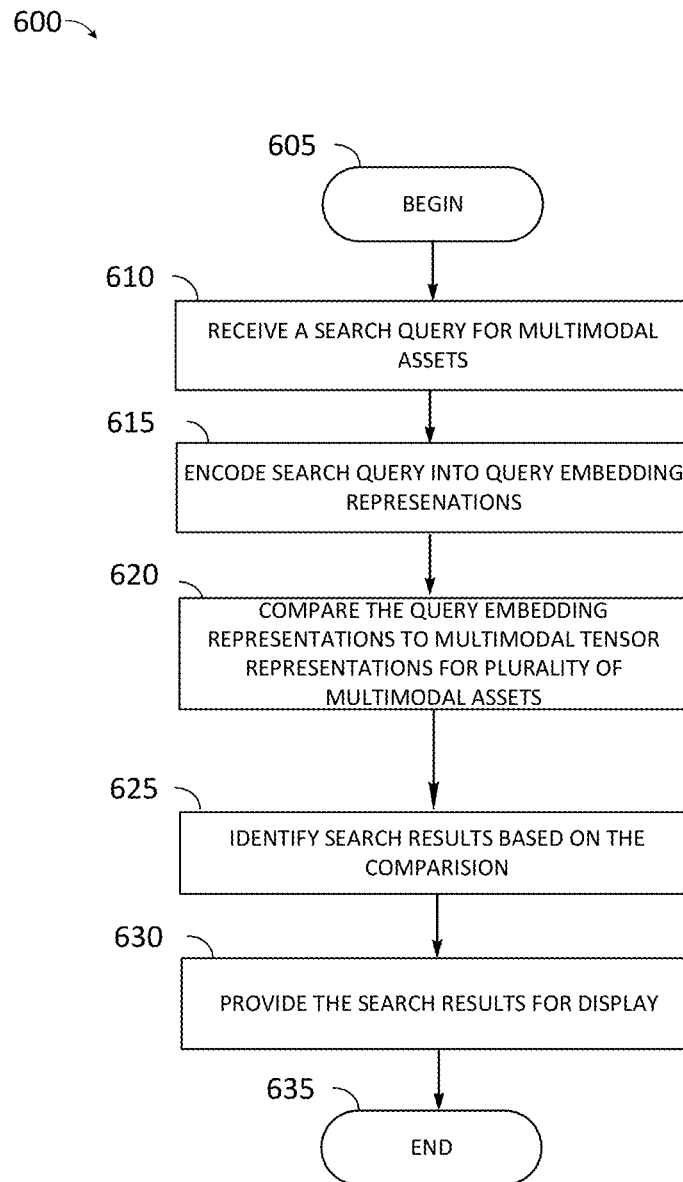 600
605
BEGIN
610
RECEIVE A SEARCH QUERY FOR MULTIMODAL
ASSETS
615
ENCODE SEARCH QUERY INTO QUERY EMBEDDING
REPRESENATIONS
620
COMPARE THE QUERY EMBEDDING
REPRESENTATIONS TO MULTIMODAL TENSOR
REPRESENTATIONS FOR PLURALITY OF
MULTIMODAL ASSETS
625
IDENTIFY SEARCH RESULTS BASED ON THE
COMPARISION
630
PROVIDE THE SEARCH RESULTS FOR DISPLAY
635
END